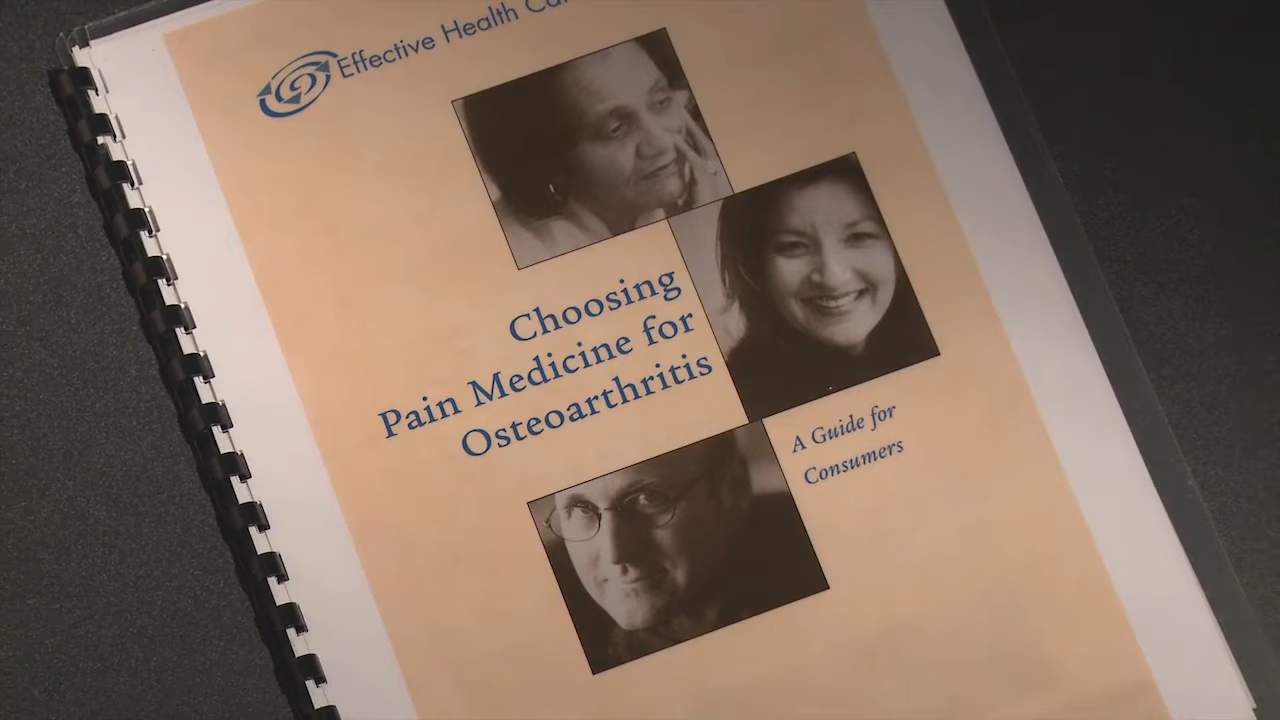 Effective Health
Choosing
Pain Medicine for
Osteoarthritis
A Guide for
Consumers